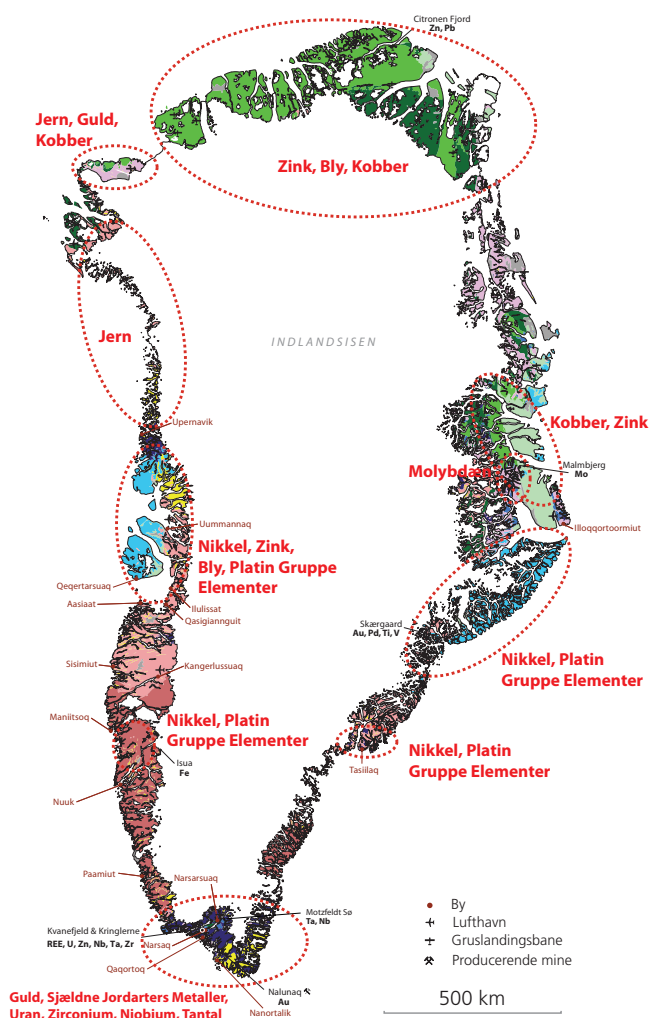 Citronen Fjord
Zn, Pb
Jern, Guld,
Kobber
Zink, Bly, Kobber
Jern
INDLANDSISEN
Upernavik
Kobber, Zink
Molybdæn
Malmbjerg
Mo
Illoqqortoormiut
Uummannaq
Nikkel, Zink,
Bly, Platin Gruppe
Elementer
Qeqertarsuaq
Aasiaat
Ilulissat
Qasigiannguit
Skærgaard
Au, Pd, Ti, V
Nikkel, Platin
Gruppe Elementer
Sisimiut
Kangerlussuaq
Maniitsoq
Nikkel, Platin
Gruppe Elementer
Isua
Fe
Nikkel, Platin
Gruppe Elementer
Tasiilaq
Nuuk
Paamiut
Narsarsuaq
Kvanefjeld & Kringlerne
REE, U, Zn, Nb, Ta, Zr
Motzfeldt Sø
Ta, Nb
Narsaq
Qaqortoq
Nalunaq
Au
Nanortalik
Guld, Sjældne Jordarters Metaller,
Uran, Zirconium, Niobium, Tantal
By
Lufthavn
Gruslandingsbane
Producerende mine
500 km